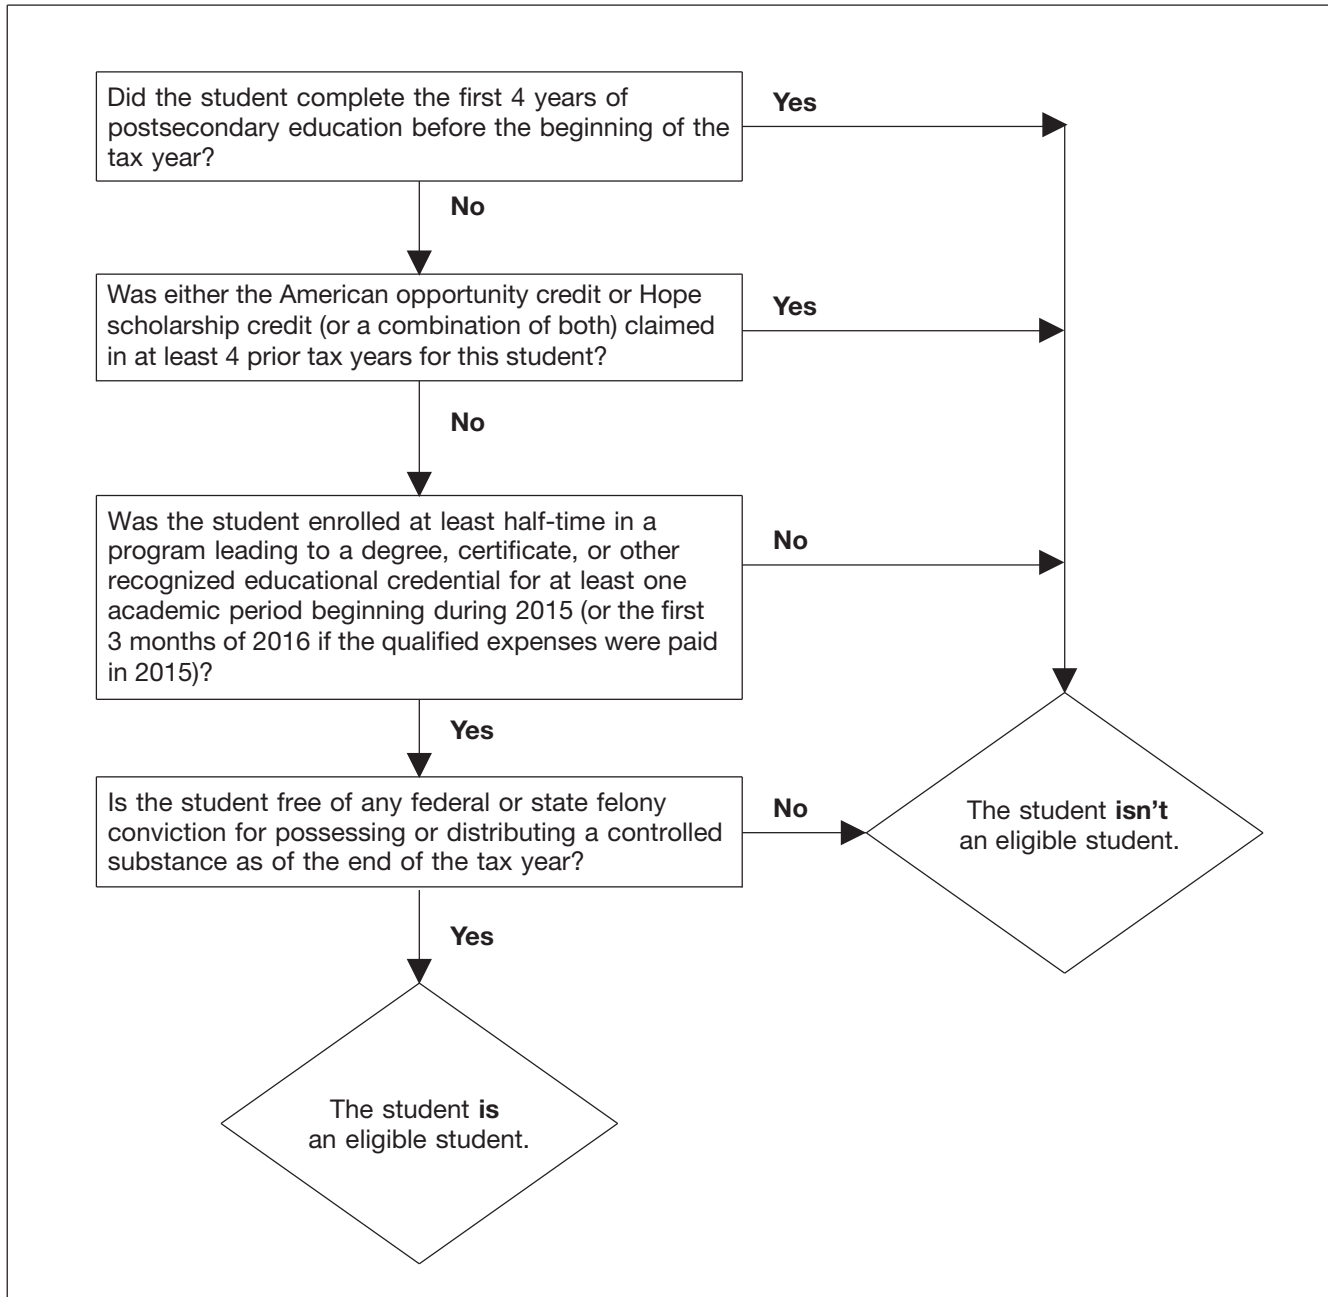 Did the student complete the first 4 years of
postsecondary education before the beginning of the
tax year?
Yes
No
Was either the American opportunity credit or Hope
scholarship credit (or a combination of both) claimed
in at least 4 prior tax years for this student?
Yes
No
Was the student enrolled at least half-time in a
program leading to a degree, certificate, or other
recognized educational credential for at least one
academic period beginning during 2015 (or the first
3 months of 2016 if the qualified expenses were paid
in 2015)?
No
Yes
Is the student free of any federal or state felony
conviction for possessing or distributing a controlled
substance as of the end of the tax year?
No
The student isn't
an eligible student.
Yes
The student is
an eligible student.